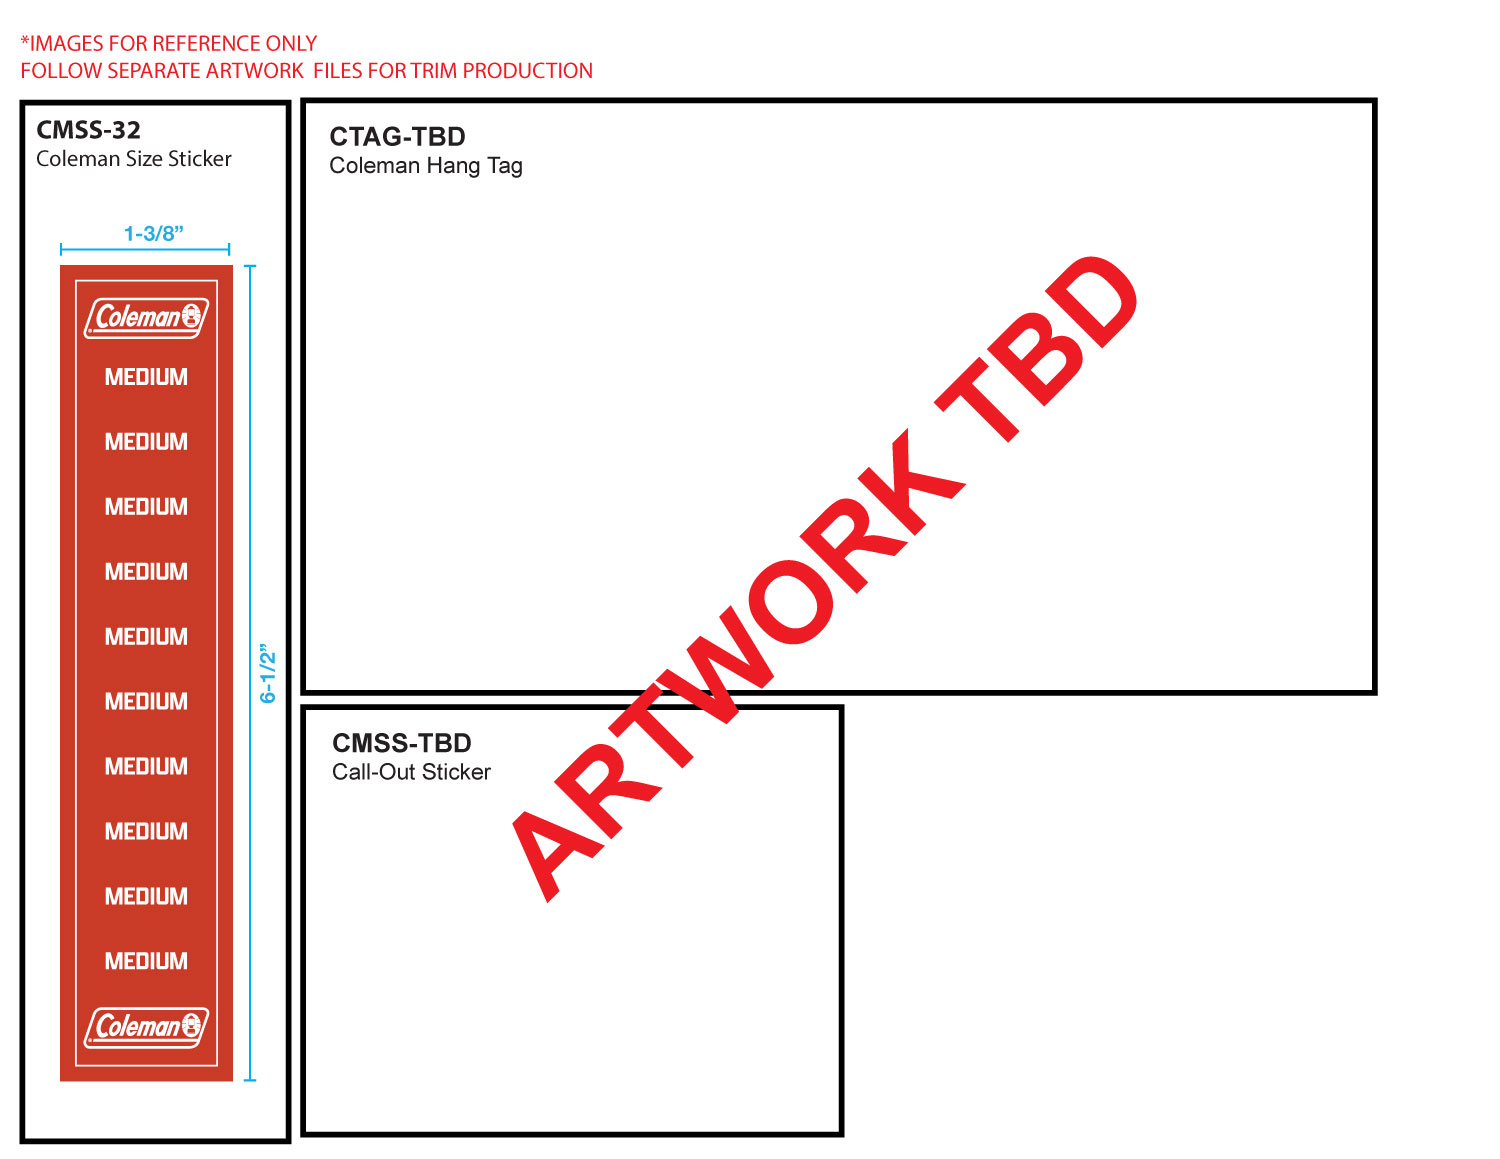 *IMAGES FOR REFERENCE ONLY
FOLLOW SEPARATE ARTWORK  FILES FOR TRIM PRODUCTION
CMSS-32
Coleman Size Sticker
1-3/8”
Coleman
MEDIUM
MEDIUM
MEDIUM
MEDIUM
MEDIUM
MEDIUM
MEDIUM
MEDIUM
MEDIUM
MEDIUM
Coleman
6-1/2”
CTAG-TBD
Coleman Hang Tag
CMSS-TBD
Call-Out Sticker
ARTWORK TBD